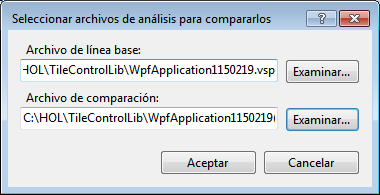 Seleccionar archivos de análisis para compararlos
Archivo de línea base:
HOL\TileControlLib\WpfApplication1150219.vsp
Examinar...
Archivo de comparación:
C:\HOL\TileControlLib\WpfApplication1150219(
Examinar...
Aceptar
Cancelar